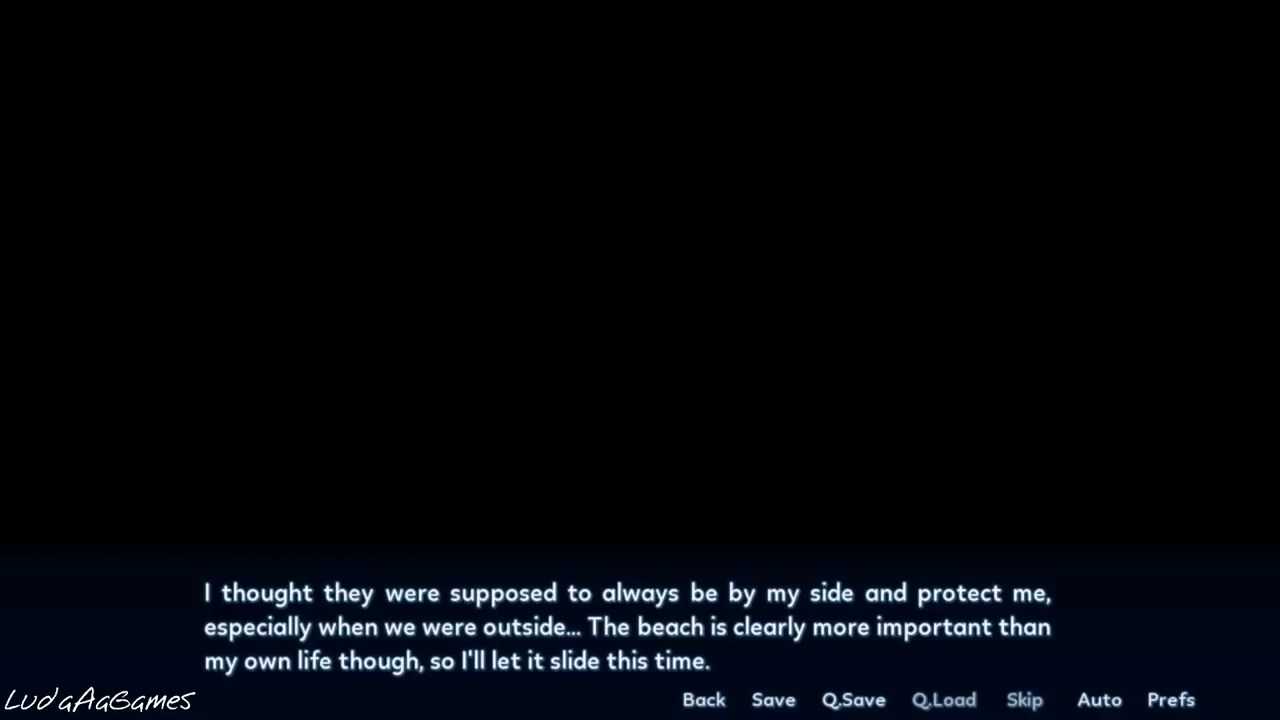 I thought they were supposed to always be by my side and protect me,
especially when we were outside... The beach is clearly more important than
my own life though, so I'll let it slide this time.
Back Save Q.Save Q.Load Skip Auto Prefs
LudaAaGames